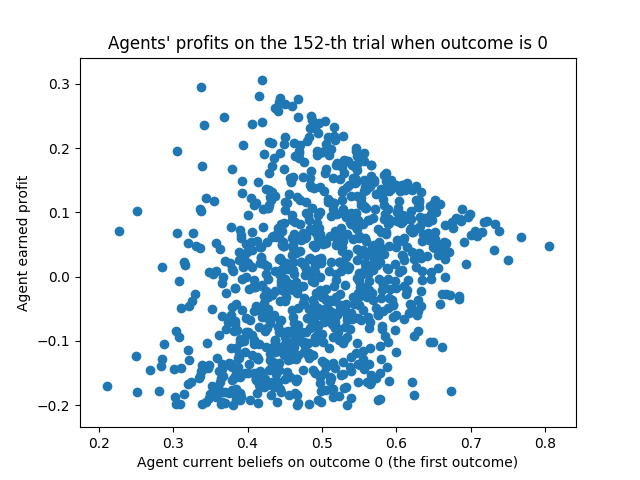 Agents' profits on the 152-th trial when outcome is 0
0.3
0.2
0.1
0.0
−0.1
−0.2
Agent earned profit
0.2 0.3 0.4 0.5 0.6 0.7 0.8
Agent current beliefs on outcome 0 (the first outcome)